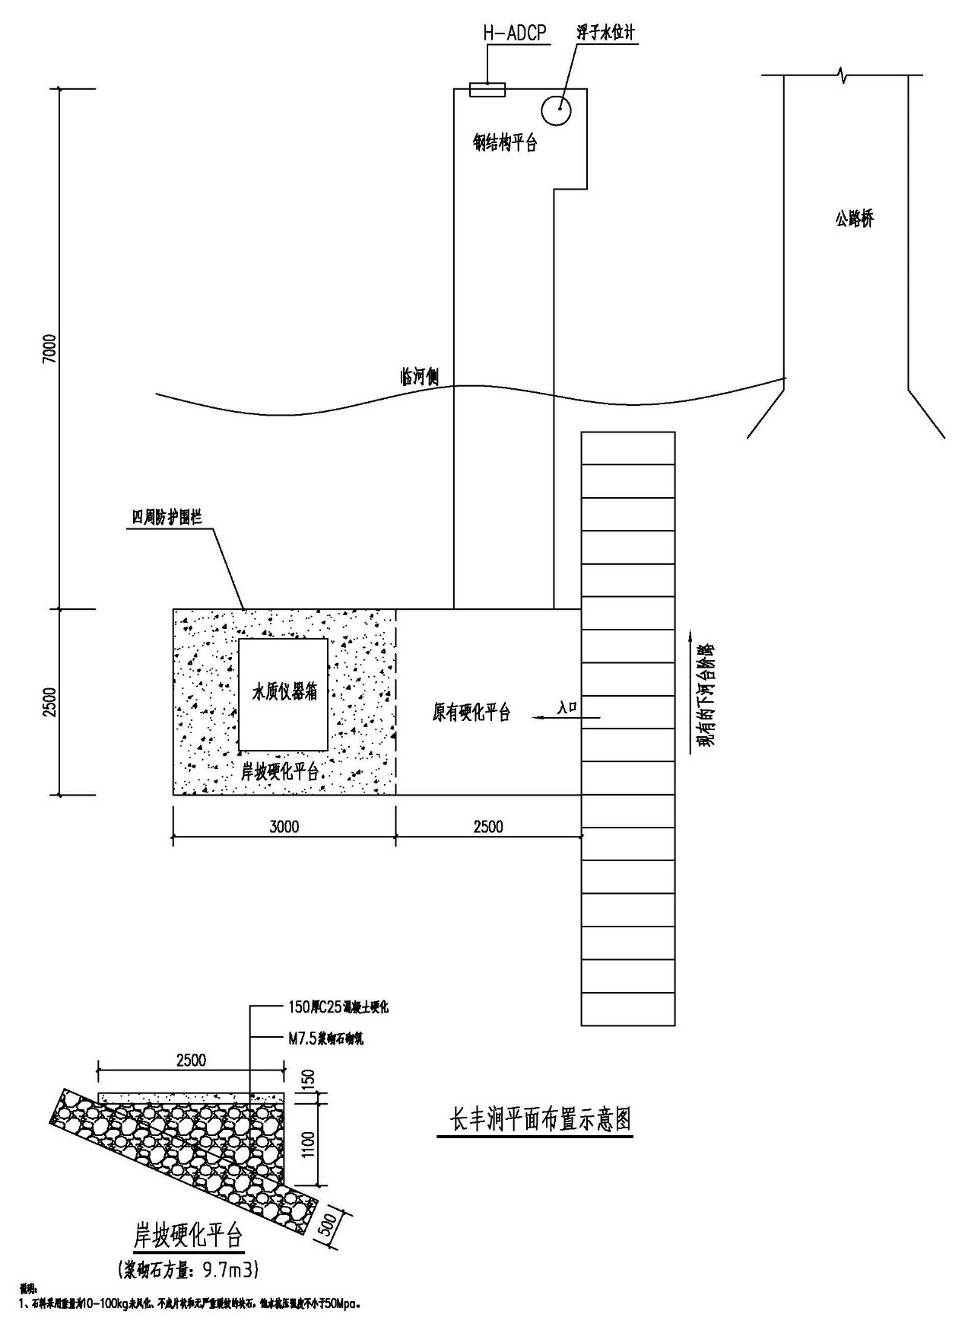 H-ADCP
浮子水位计
钢结构平台
公路桥
7000
临河侧
四周防护围栏
2500
水质仪器箱
原有硬化平台
入口
现有的下河台阶路
岸坡硬化平台
3000
2500
150厚C25混凝土硬化
M7.5浆砌石砌筑
2500
150
1100
500
长丰涧平面布置示意图
岸坡硬化平台
(浆砌石方量：9.7m3)
说明：
1、石料采用重量为10-100kg未风化、不成片状和无严重裂纹的块石，饱水抗压强度不小于50Mpa。